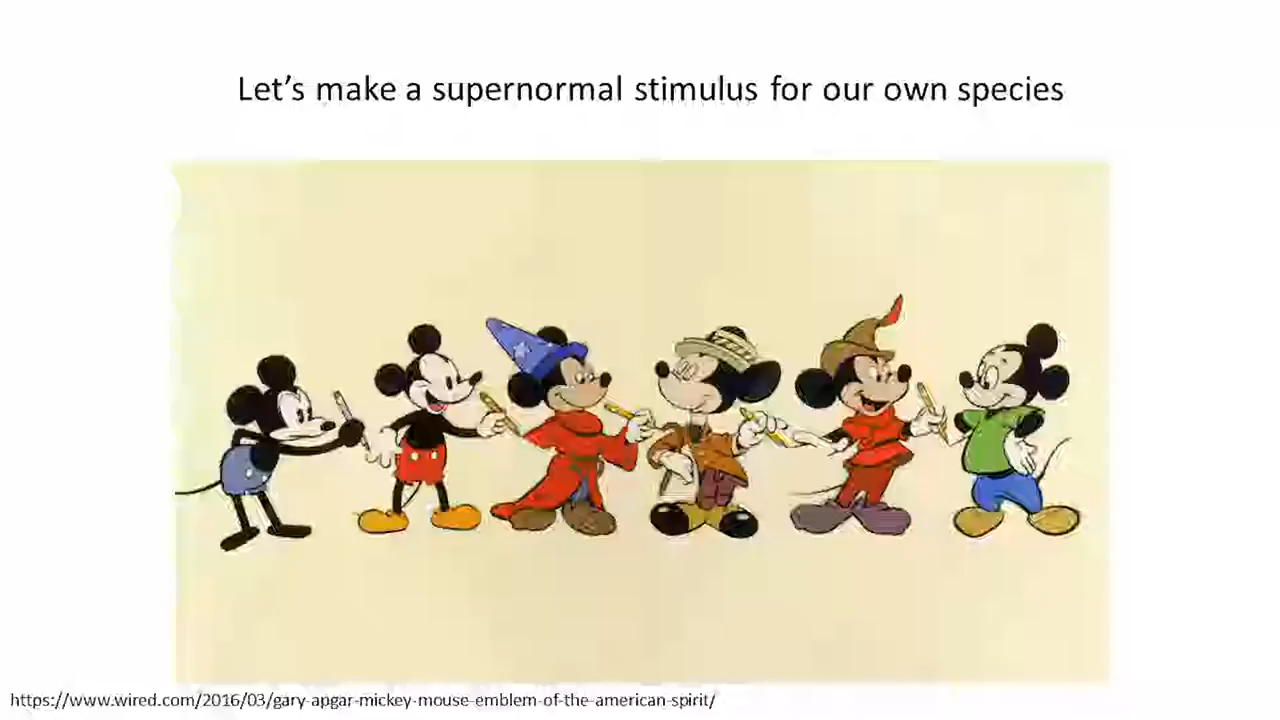 Let’s make a supernormal stimulus for our own species
https://www.wired.com/2016/03/gary-apgar-mickey-mouse-emblem-of-the-american-spirit/